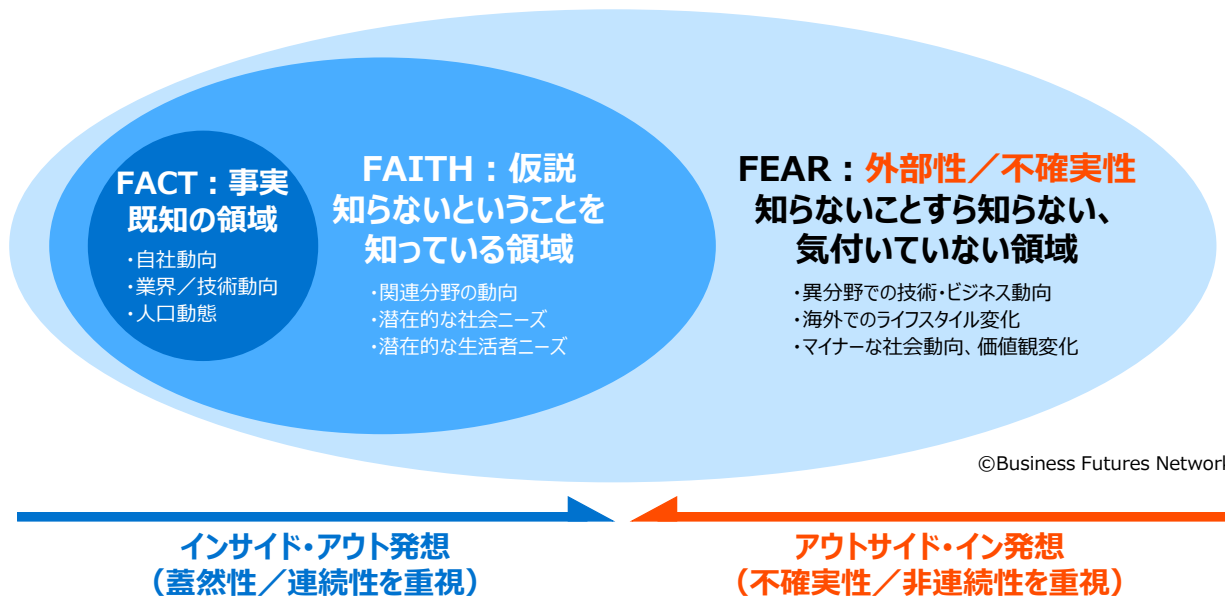 FACT：事実
既知の領域
・自社動向
・業界／技術動向
・人口動態
FAITH：仮説
知らないということを
知っている領域
・関連分野の動向
・潜在的な社会ニーズ
・潜在的な生活者ニーズ
FEAR：外部性／不確実性
知らないことすら知らない、
気付いていない領域
・異分野での技術・ビジネス動向
・海外でのライフスタイル変化
・マイナーな社会動向、価値観変化
©Business Futures Network
インサイド・アウト発想
（蓋然性／連続性を重視）
アウトサイド・イン発想
（不確実性／非連続性を重視）